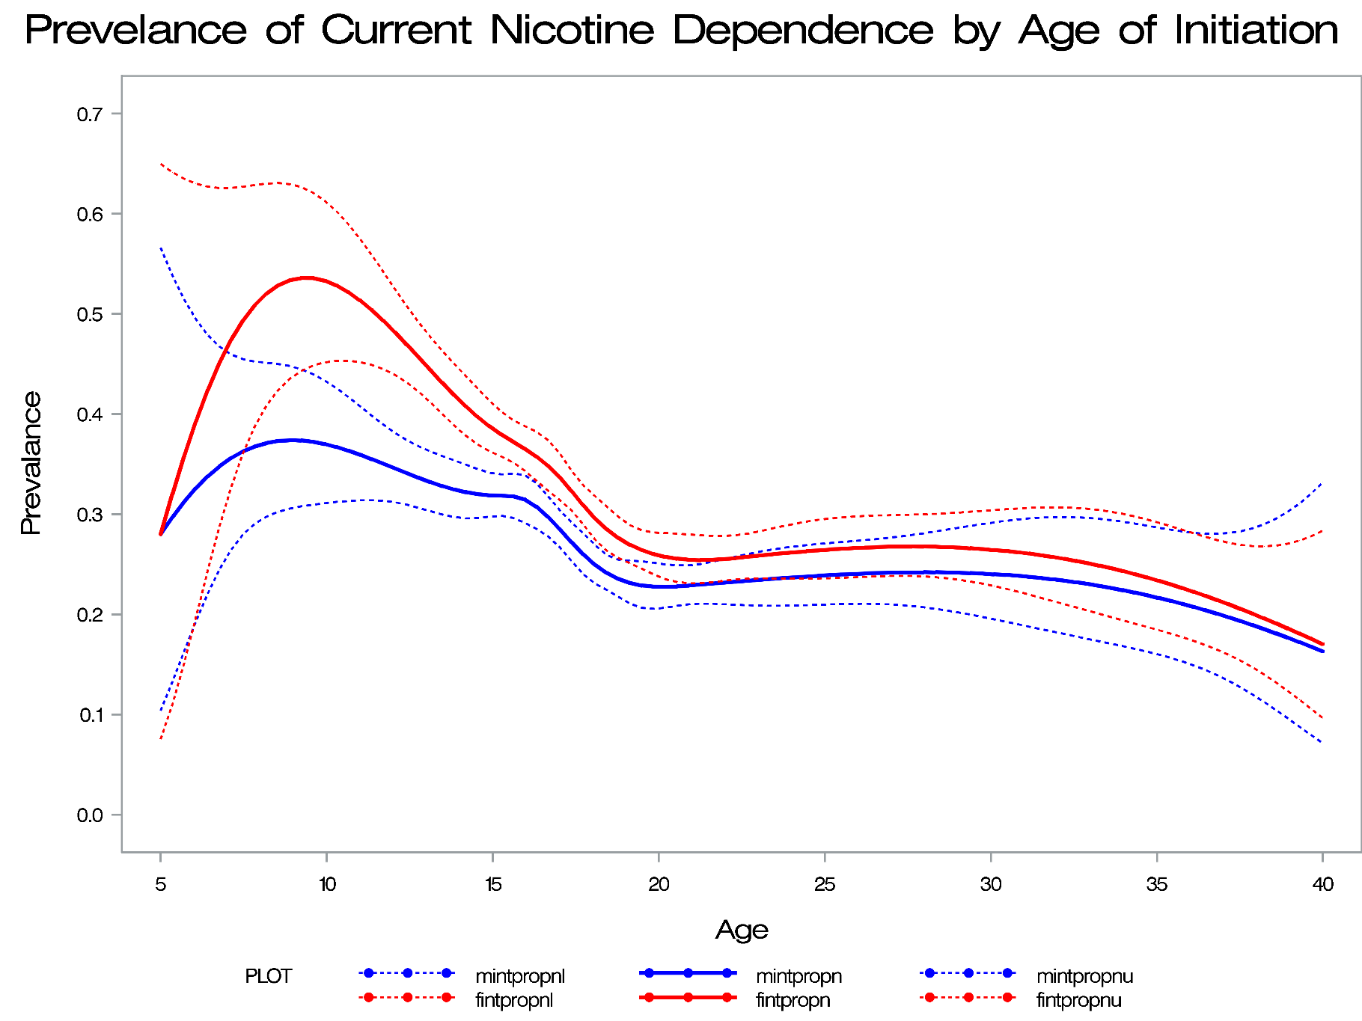 Prevelance of Current Nicotine Dependence by Age of Initiation
0.7
0.6
0.5
0.4
0.3
0.2
0.1
0.0
Prevalance
5 10 15 20 25 30 35 40
Age
PLOT mintpropnl mintpropn mintpropnu
fintpropnl fintpropn fintpropnu